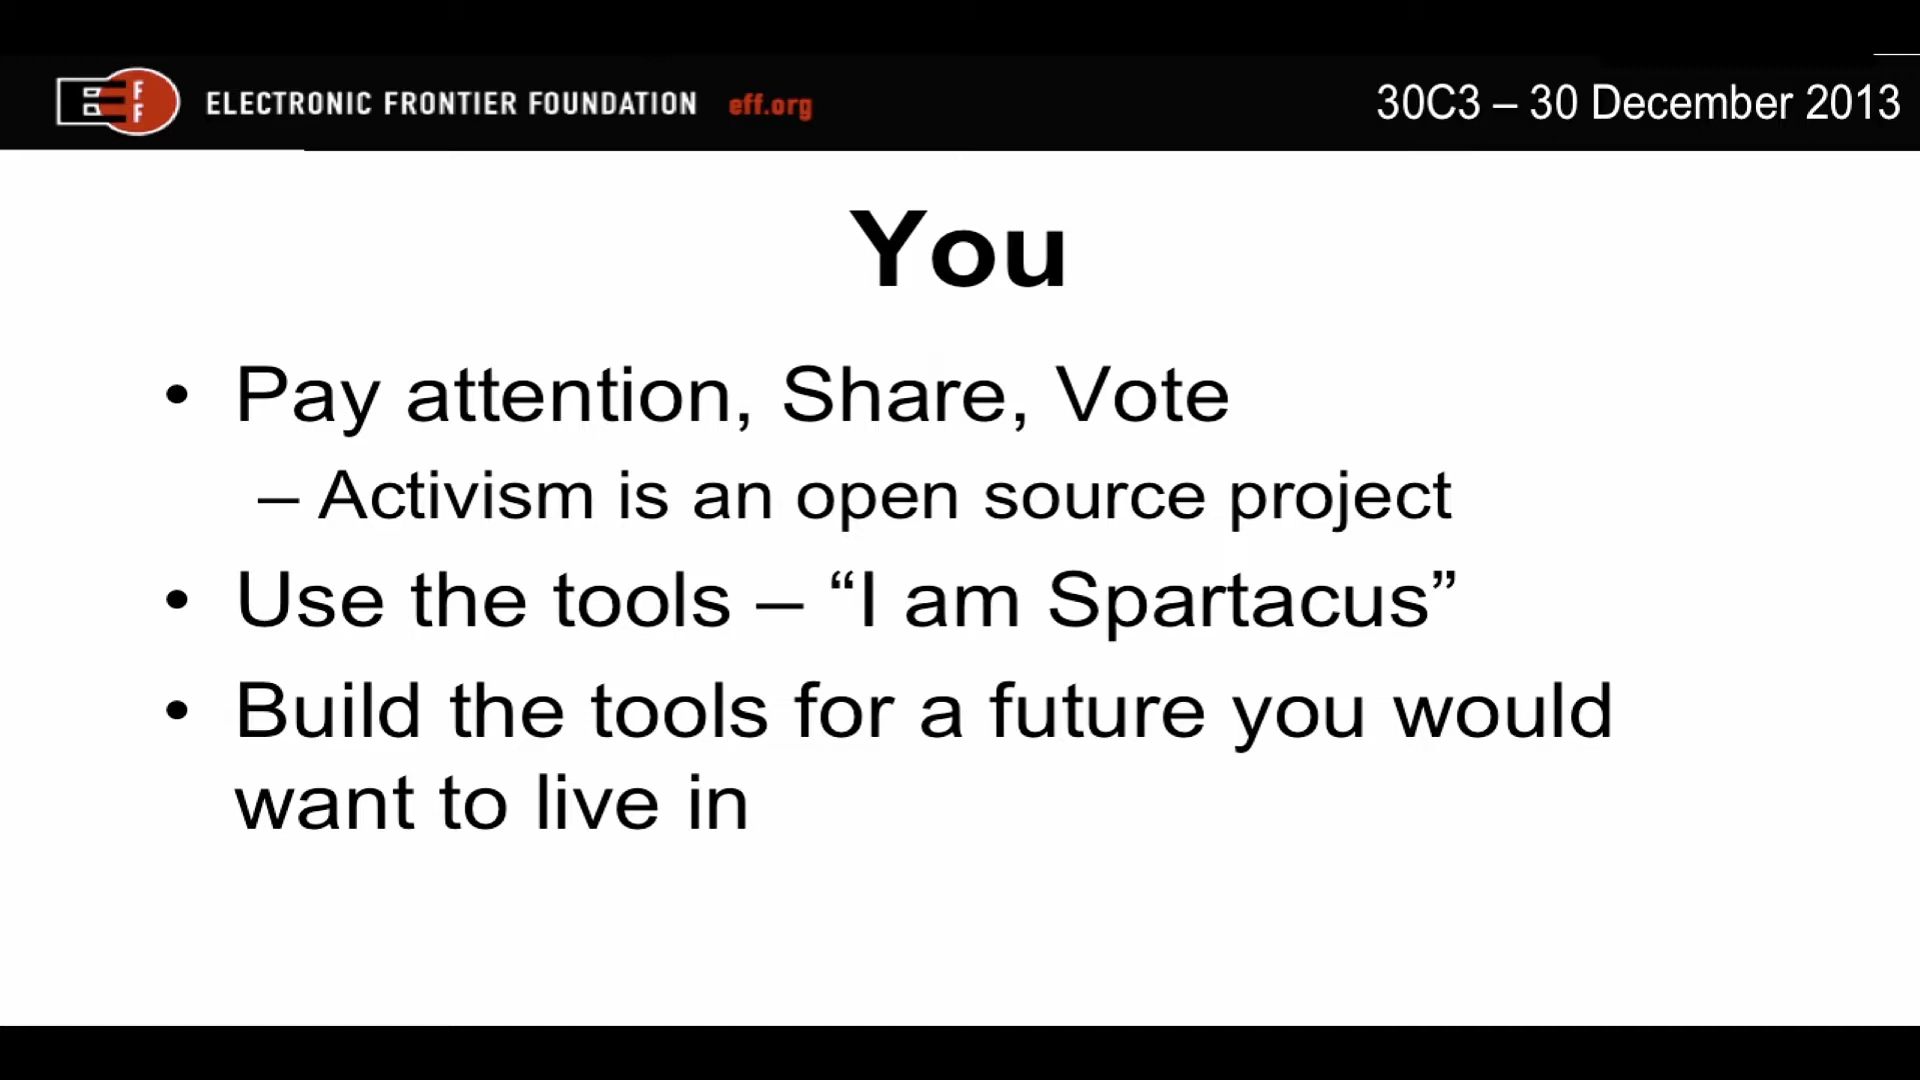 EFF ELECTRONIC FRONTIER FOUNDATION eff.org 30C3 – 30 December 2013
You
• Pay attention, Share, Vote
– Activism is an open source project
• Use the tools – “I am Spartacus”
• Build the tools for a future you would
want to live in